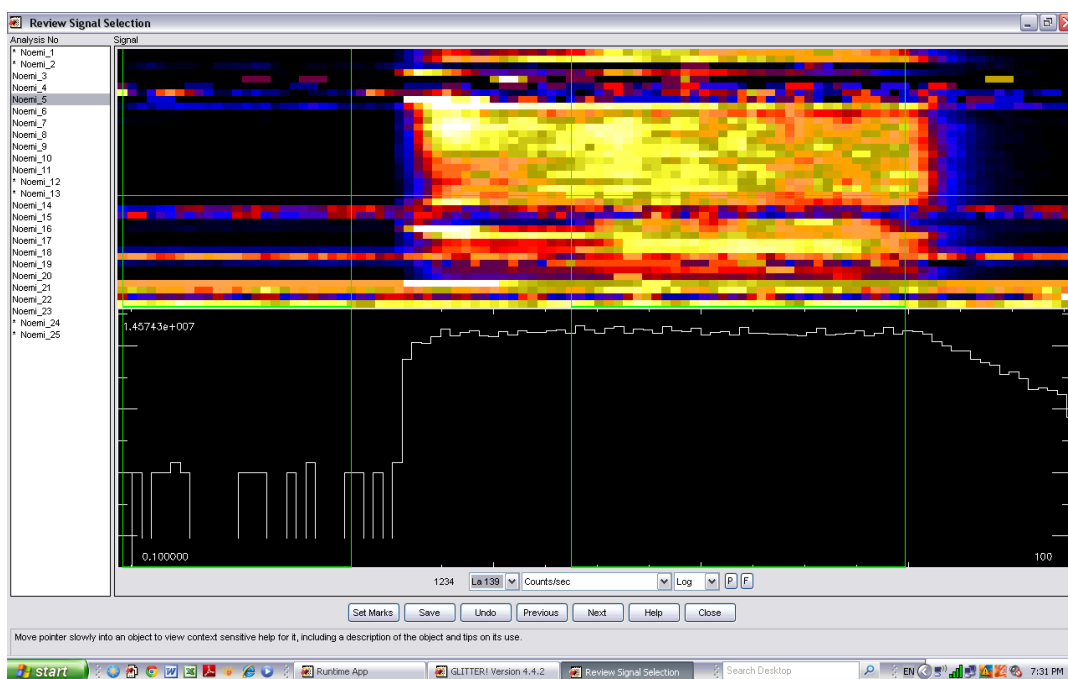 Review Signal Selection
Analysis No
Signal
* Noemi_1
* Noemi_2
Noemi_3
Noemi_4
Noemi_5
Noemi_6
Noemi_7
Noemi_8
Noemi_9
Noemi_10
Noemi_11
* Noemi_12
* Noemi_13
Noemi_14
Noemi_15
Noemi_16
Noemi_17
Noemi_18
Noemi_19
Noemi_20
Noemi_21
Noemi_22
Noemi_23
* Noemi_24
* Noemi_25
1.45743e+007
0.100000
100
1234 La 139 Counts/sec Log P F
Set Marks Save Undo Previous Next Help Close
Move pointer slowly into an object to view context sensitive help for it, including a description of the object and tips on its use.
start Runtime App GLITTER! Version 4.4.2 Review Signal Selection Search Desktop EN 7:31 PM